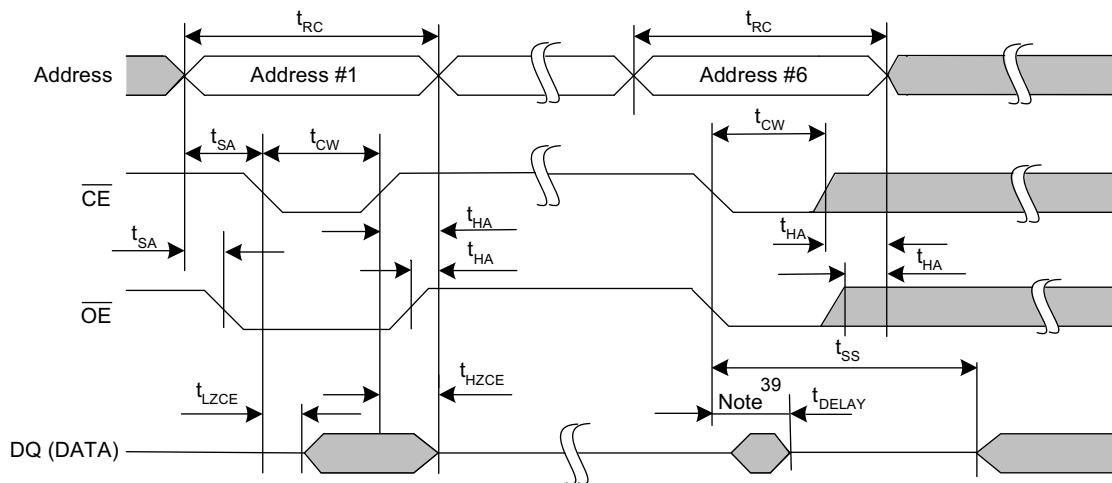 tRC tRC
Address Address #1 Address #6
tSA tCW tCW
CE
tHA
tSA tHA tHA
tHA
OE
tSS
tLZCE tHZCE Note 39 tDELAY
DQ (DATA)